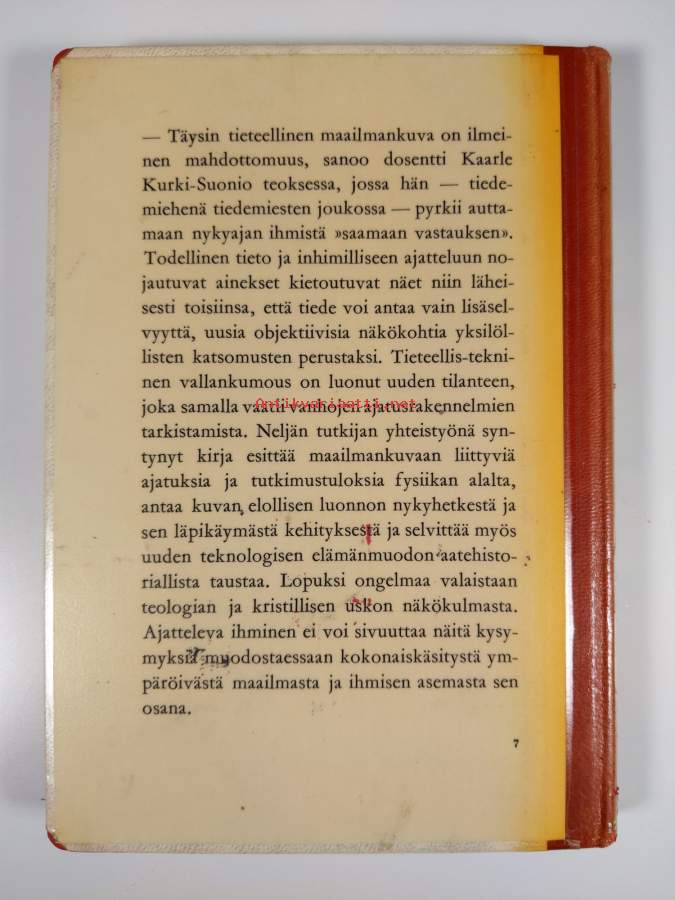 — Täysin tieteellinen maailmankuva on ilmei-
nen mahdottomuus, sanoo dosentti Kaarle
Kurki-Suonio teoksessa, jossa hän — tiede-
miehenä tiedemiesten joukossa — pyrkii autta-
maan nykyajan ihmistä »saamaan vastauksen».
Todellinen tieto ja inhimilliseen ajatteluun no-
jautuvat ainekset kietoutuvat näet niin lähei-
sesti toisiinsa, että tiede voi antaa vain lisäsel-
vyyttä, uusia objektiivisia näkökohtia yksilöl-
listen katsomusten perustaksi. Tieteellis-tekni-
nen vallankumous on luonut uuden tilanteen,
joka samalla vaatii vanhojen ajatusrakennelmien
Antikvariaatti.net
tarkistamista. Neljän tutkijan yhteistyönä syn-
tynyt kirja esittää maailmankuvaan liittyviä
ajatuksia ja tutkimustuloksia fysiikan alalta,
antaa kuvan elollisen luonnon nykyhetkestä ja
sen läpikäymästä kehityksestä ja selvittää myös
uuden teknologisen elämänmuodon aatehisto-
riallista taustaa. Lopuksi ongelmaa valaistaan
teologian ja kristillisen uskon näkökulmasta.
Ajatteleva ihminen ei voi sivuuttaa näitä kysy-
myksiä muodostaessaan kokonaiskäsitystä ym-
päröivästä maailmasta ja ihmisen asemasta sen
osana.
7